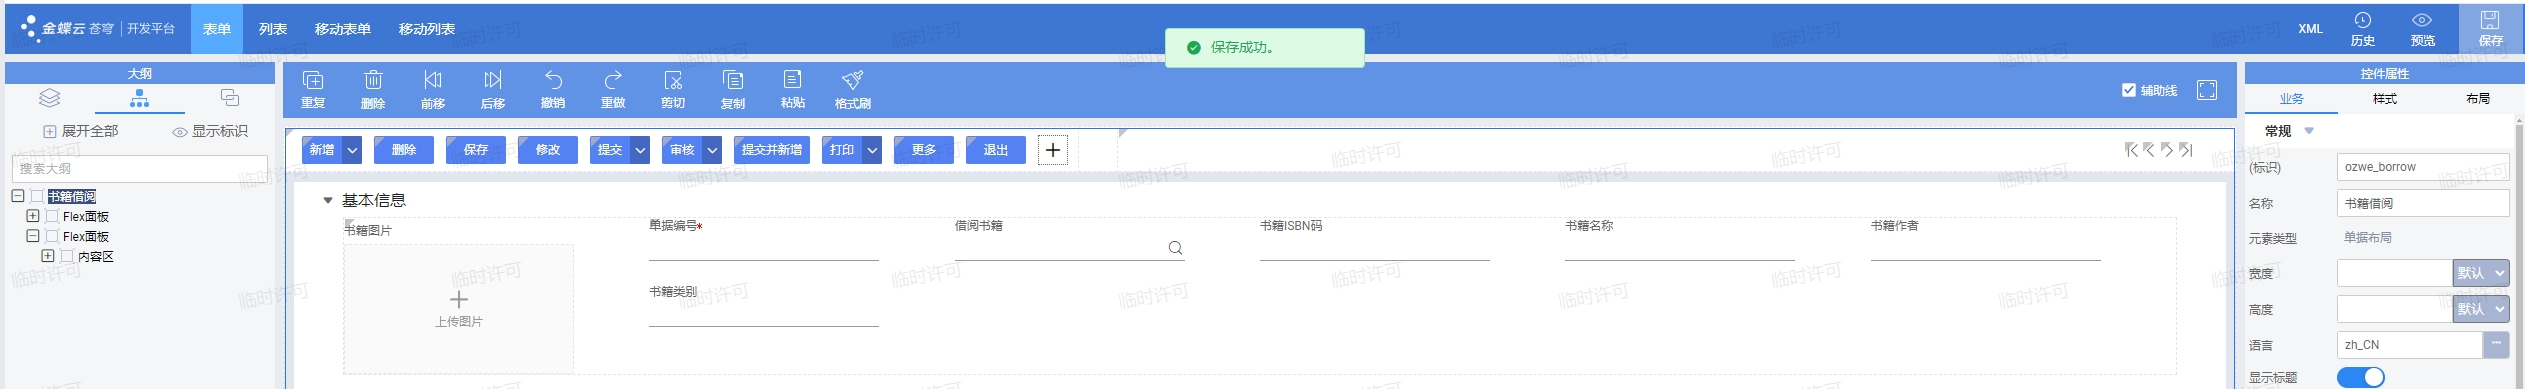 金蝶云 苍穹 | 开发平台 表单 列表 移动表单 移动列表 XML 历史 预览 保存
保存成功。
大纲
展开全部 显示标识
搜索大纲
书籍借阅
Flex面板
Flex面板
内容区
重复 删除 前移 后移 撤销 重做 剪切 复制 粘贴 格式刷 辅助线
新增 删除 保存 修改 提交 审核 提交并新增 打印 更多 退出
基本信息
书籍图片 单据编号* 借阅书籍 书籍ISBN码 书籍名称 书籍作者
上传图片
书籍类别
控件属性
业务 样式 布局
常规
(标识) ozwe_borrow
名称 书籍借阅
元素类型 单据布局
宽度 默认
高度 默认
语言 zh_CN ...
显示标题
临时许可